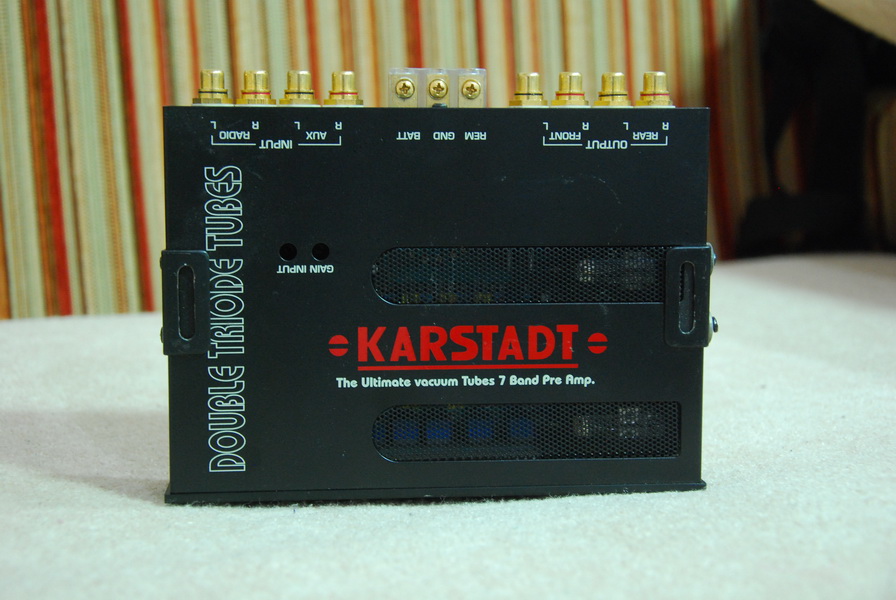 R L
RADIO
R L
AUX
INPUT
BATT GND REM
R L
FRONT
R L
REAR
OUTPUT
GAIN INPUT
DOUBLE TRIODE TUBES
KARSTADT
The Ultimate vacuum Tubes 7 Band Pre Amp.